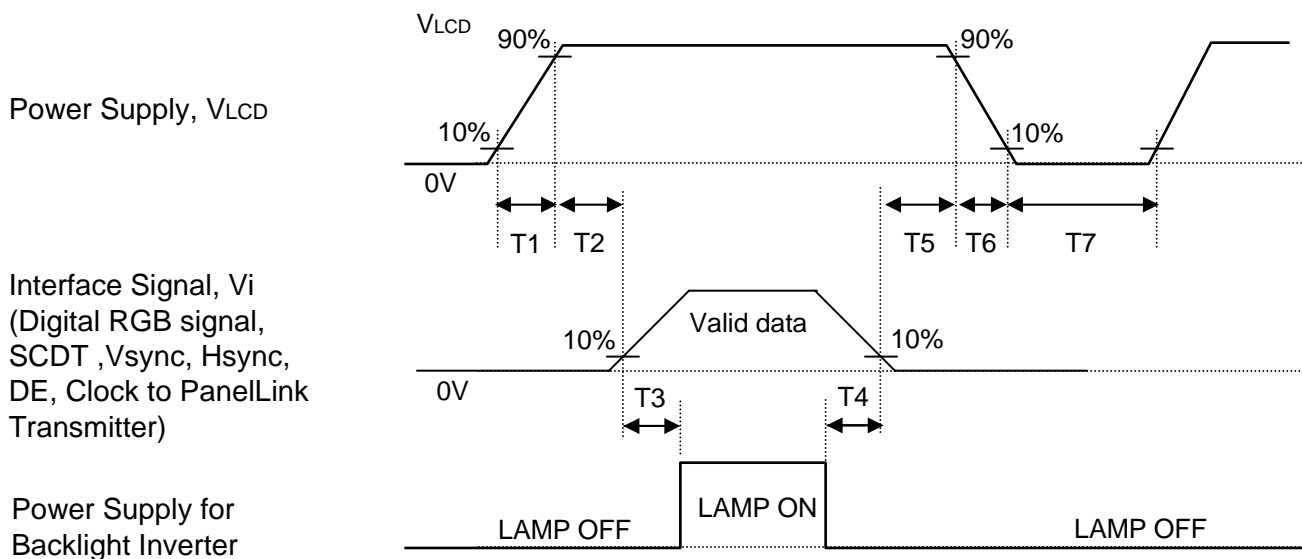 VLCD
90%
90%
Power Supply, VLCD
10%
10%
0V
T1
T2
T5
T6
T7
Interface Signal, Vi
(Digital RGB signal,
SCDT ,Vsync, Hsync,
DE, Clock to PanelLink
Transmitter)
Valid data
10%
10%
0V
T3
T4
Power Supply for
Backlight Inverter
LAMP OFF
LAMP ON
LAMP OFF